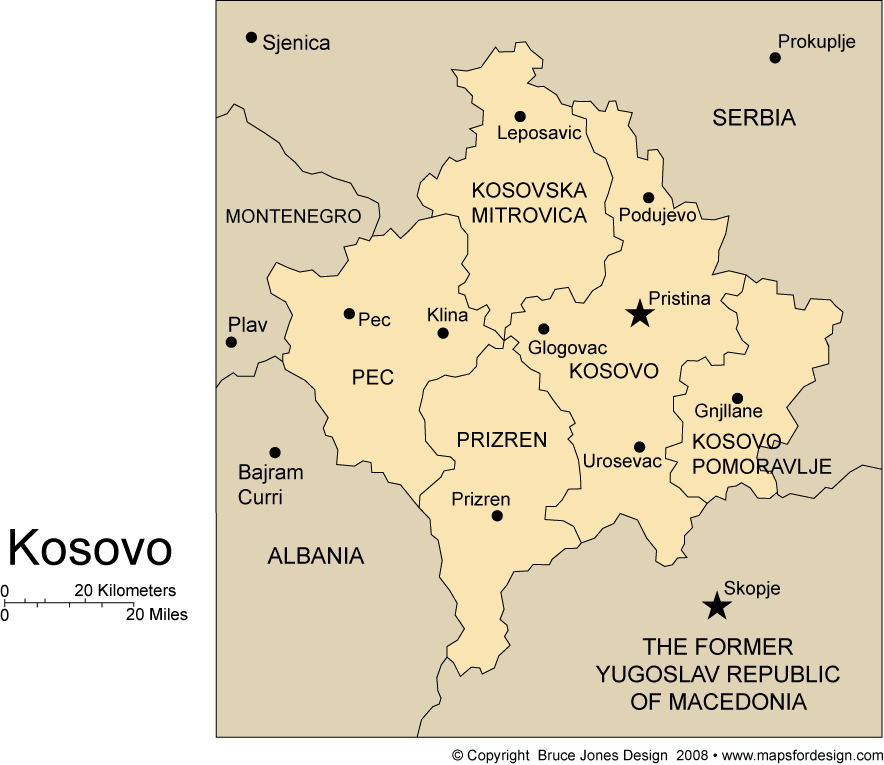 Sjenica
Prokuplje
SERBIA
Leposavic
KOSOVSKA
MITROVICA
MONTENEGRO
Podujevo
Pristina
Plav
Pec
Klina
Glogovac
KOSOVO
PEC
Gnjllane
PRIZREN
KOSOVO
POMORAVLJE
Urosevac
Bajram
Curri
Prizren
Kosovo
ALBANIA
0 20 Kilometers
0 20 Miles
Skopje
THE FORMER
YUGOSLAV REPUBLIC
OF MACEDONIA
© Copyright Bruce Jones Design 2008 • www.mapsfordesign.com